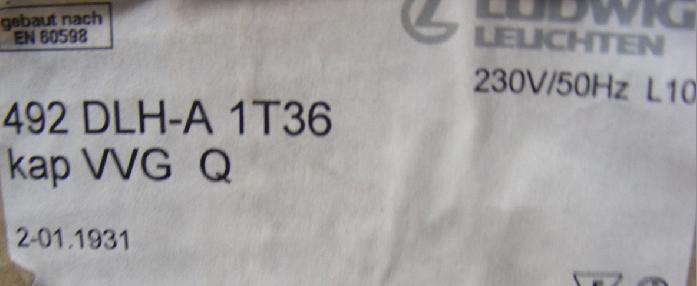 gebaut nach
EN 60598
LUDWIG
LEUCHTEN
230V/50Hz L10
492 DLH-A 1T36
kap VVG Q
2-01.1931